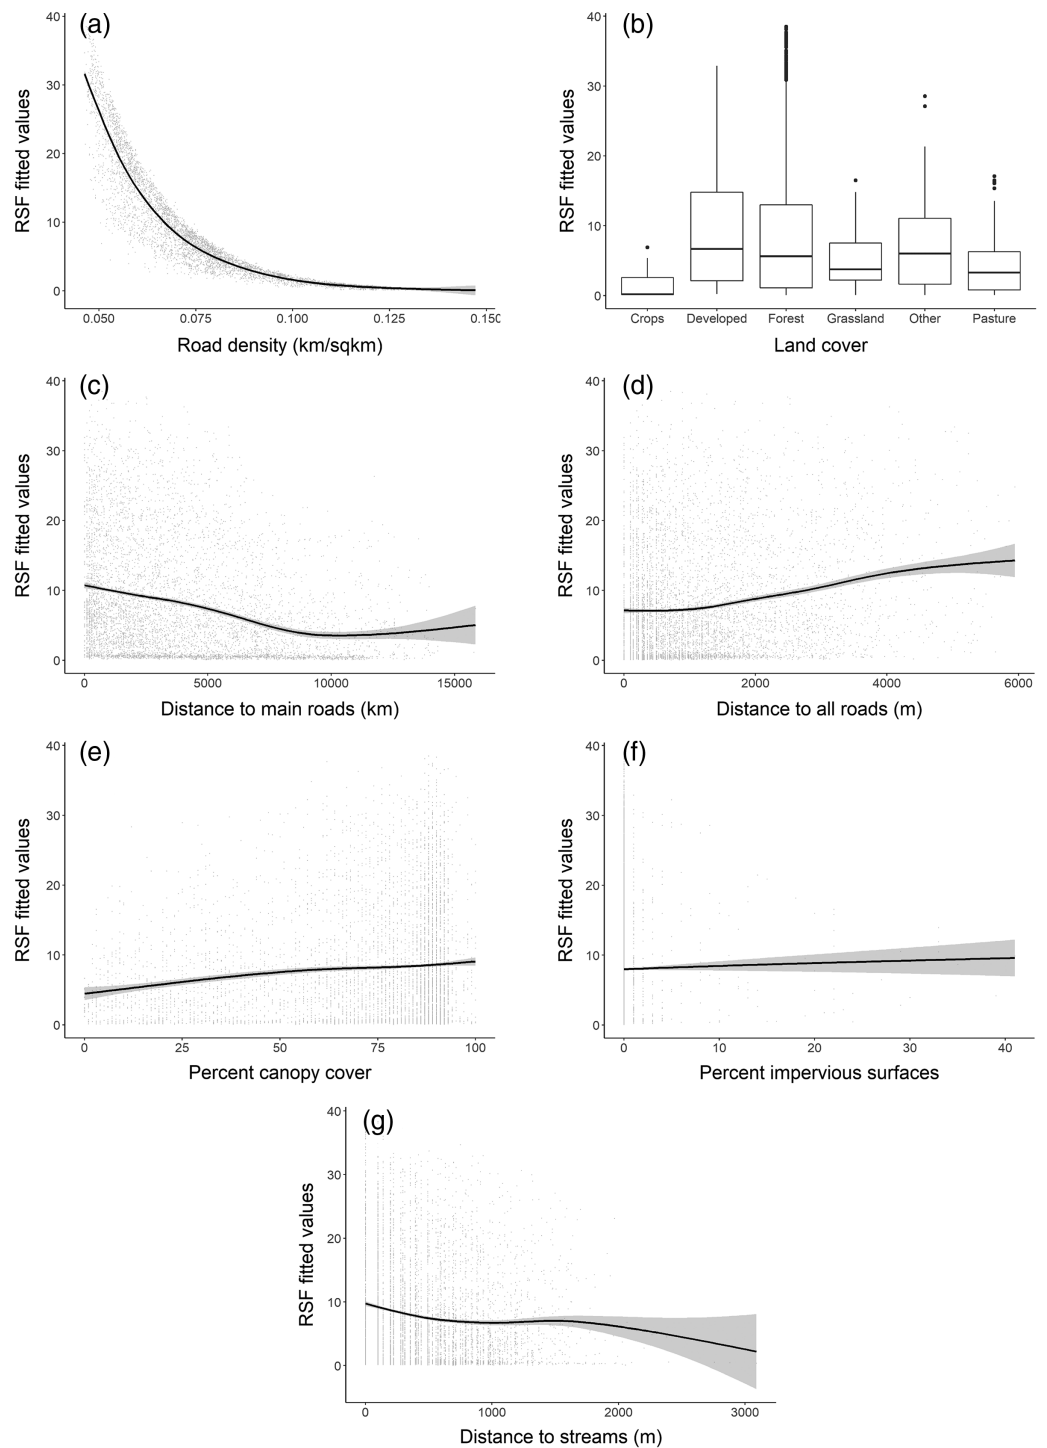 (a)
40
30
20
10
0
RSF fitted values
0.050 0.075 0.100 0.125 0.150
Road density (km/sqkm)
(b)
40
30
20
10
0
RSF fitted values
Crops Developed Forest Grassland Other Pasture
Land cover
(c)
40
30
20
10
0
RSF fitted values
0 5000 10000 15000
Distance to main roads (km)
(d)
40
30
20
10
0
RSF fitted values
0 2000 4000 6000
Distance to all roads (m)
(e)
40
30
20
10
0
RSF fitted values
0 25 50 75 100
Percent canopy cover
(f)
40
30
20
10
0
RSF fitted values
0 10 20 30 40
Percent impervious surfaces
(g)
40
30
20
10
0
RSF fitted values
0 1000 2000 3000
Distance to streams (m)